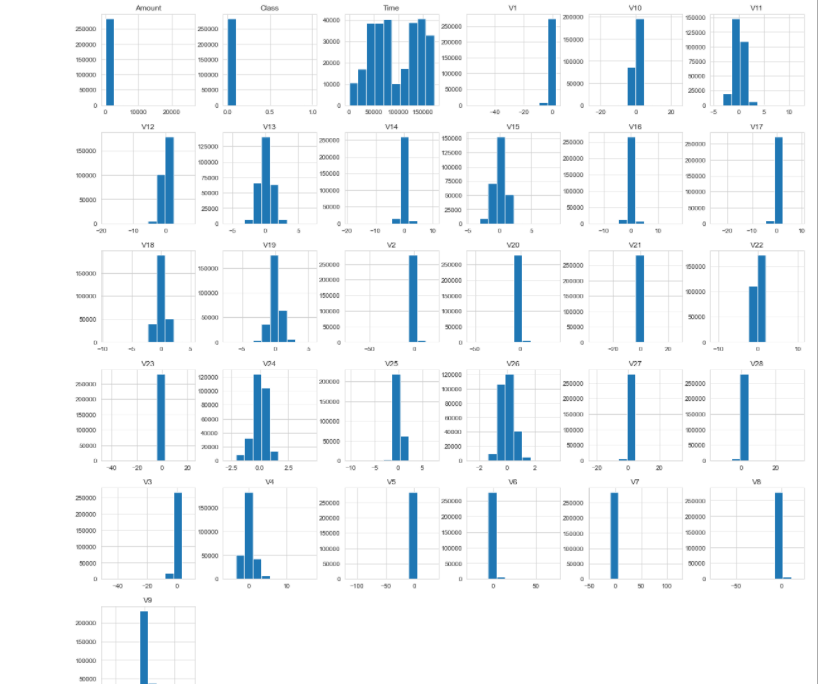 Amount Class Time V1 V10 V11
250000 250000 40000 250000 200000 150000
200000 200000 30000 200000 150000 125000
150000 150000 20000 150000 100000 100000
100000 100000 10000 100000 50000 75000
50000 50000 0 50000 0 50000
0 0 0 25000
0
0 10000 20000 0.0 0.5 1.0 0 50000 100000 150000 −40 −20 0 −20 0 20 −5 0 5 10
V12 V13 V14 V15 V16 V17
150000 125000 250000 150000 250000 250000
100000 100000 200000 125000 200000 200000
50000 75000 150000 100000 150000 150000
0 50000 100000 75000 100000 100000
25000 50000 50000 50000 50000
0 0 25000 0 0
0
−20 −10 0 −5 0 5 −10 0 10 −5 0 5 −10 0 10 −20 −10 0
V18 V19 V2 V20 V21 V22
150000 150000 250000 250000 250000 150000
100000 100000 200000 200000 200000 100000
50000 50000 150000 150000 150000 50000
0 0 100000 100000 100000 0
50000 50000 50000
0 0 0
−10 −5 0 5 −5 0 5 −50 0 −50 0 −20 0 20 −10 0 10
V23 V24 V25 V26 V27 V28
250000 120000 200000 120000 250000 250000
200000 100000 150000 100000 200000 200000
150000 80000 100000 80000 150000 150000
100000 60000 50000 60000 100000 100000
50000 40000 0 40000 50000 50000
0 20000 20000 0 0
0 0
−40 −20 0 20 −2.5 0.0 2.5 −10 −5 0 5 −2 0 2 −20 0 0 20
V3 V4 V5 V6 V7 V8
250000 150000 250000 250000 250000 250000
200000 100000 200000 200000 200000 200000
150000 50000 150000 150000 150000 150000
100000 0 100000 100000 100000 100000
50000 50000 50000 50000 50000
0 0 0 0 0
−40 −20 0 0 10 −100 −50 0 0 50 −50 0 50 100 −50 0
V9
200000
150000
100000
50000